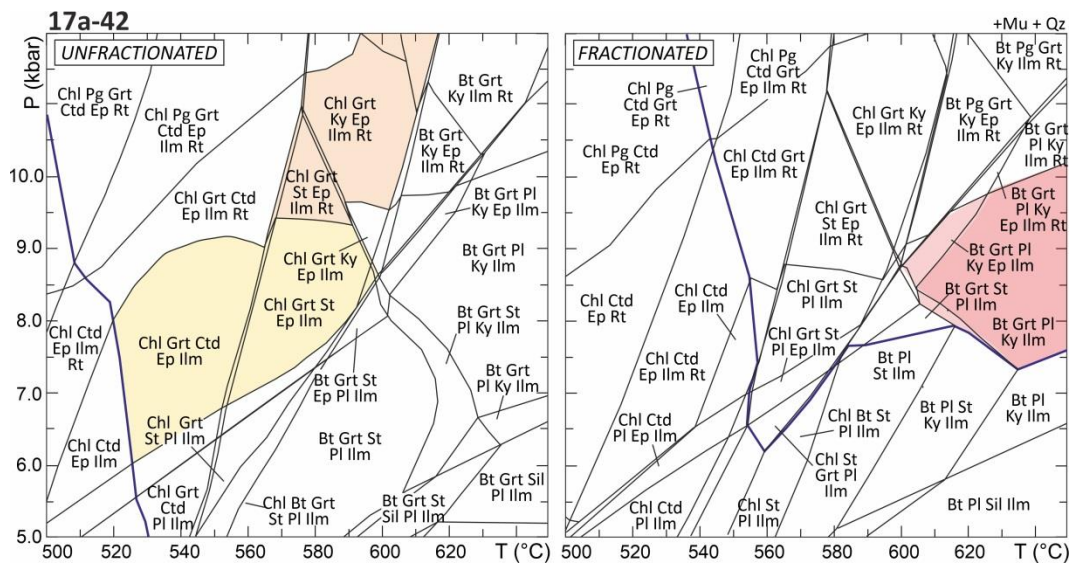 17a-42
+Mu + Qz
UNFRACTIONATED
P (kbar)
10.0
9.0
8.0
7.0
6.0
5.0
500
520
540
560
580
600
620
T (°C)
Chl Pg Grt
Ctd Ep Rt
Chl Pg Grt
Ctd Ep
Ilm Rt
Chl Grt
Ky Ep
Ilm Rt
Bt Grt
Ky Ilm Rt
Bt Grt
Ky Ep
Ilm Rt
Chl Grt
St Ep
Ilm Rt
Chl Grt Ctd
Ep Ilm Rt
Bt Grt Pl
Ky Ep Ilm
Chl Grt Ky
Ep Ilm
Bt Grt Pl
Ky Ilm
Chl Grt St
Ep Ilm
Chl Ctd
Ep Ilm
Rt
Chl Grt Ctd
Ep Ilm
Bt Grt St
Pl Ky Ilm
Bt Grt St
Ep Pl Ilm
Bt Grt
Pl Ky Ilm
Chl Grt
St Pl Ilm
Chl Ctd
Ep Ilm
Bt Grt St
Pl Ilm
Chl Grt
Ctd
Pl Ilm
Chl Bt Grt
St Pl Ilm
Bt Grt St
Sil Pl Ilm
Bt Grt Sil
Pl Ilm
FRACTIONATED
500
520
540
560
580
600
620
T (°C)
Chl Pg
Ctd Grt
Ep Rt
Chl Pg
Ctd Grt
Ep Ilm Rt
Bt Pg Grt
Ky Ilm Rt
Chl Pg Ctd
Ep Rt
Chl Ctd Grt
Ep Ilm Rt
Chl Grt Ky
Ep Ilm Rt
Bt Grt
Ky Ep
Ilm Rt
Bt Grt
Pl Ky
Ilm Rt
Bt Grt
Pl Ky
Ep Ilm Rt
Chl Grt
St Ep
Ilm Rt
Bt Grt Pl
Ky Ep Ilm
Chl Ctd
Ep Rt
Chl Ctd
Ep Ilm
Chl Grt St
Pl Ilm
Bt Grt St
Pl Ilm
Bt Grt Pl
Ky Ilm
Chl Grt St
Pl Ep Ilm
Chl Ctd
Ep Ilm Rt
Bt Pl
St Ilm
Chl Ctd
Pl Ep Ilm
Chl Bt St
Pl Ilm
Bt Pl St
Ky Ilm
Bt Pl
Ky Ilm
Chl St
Grt Pl
Ilm
Chl Ctd
Pl Ilm
Chl St
Pl Ilm
Bt Pl Sil Ilm